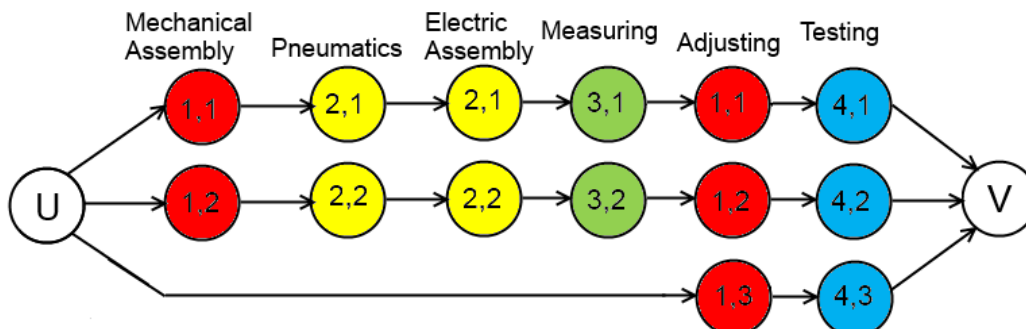 Mechanical Assembly
Pneumatics
Electric Assembly
Measuring
Adjusting
Testing
1,1
2,1
2,1
3,1
1,1
4,1
U
1,2
2,2
2,2
3,2
1,2
4,2
V
1,3
4,3